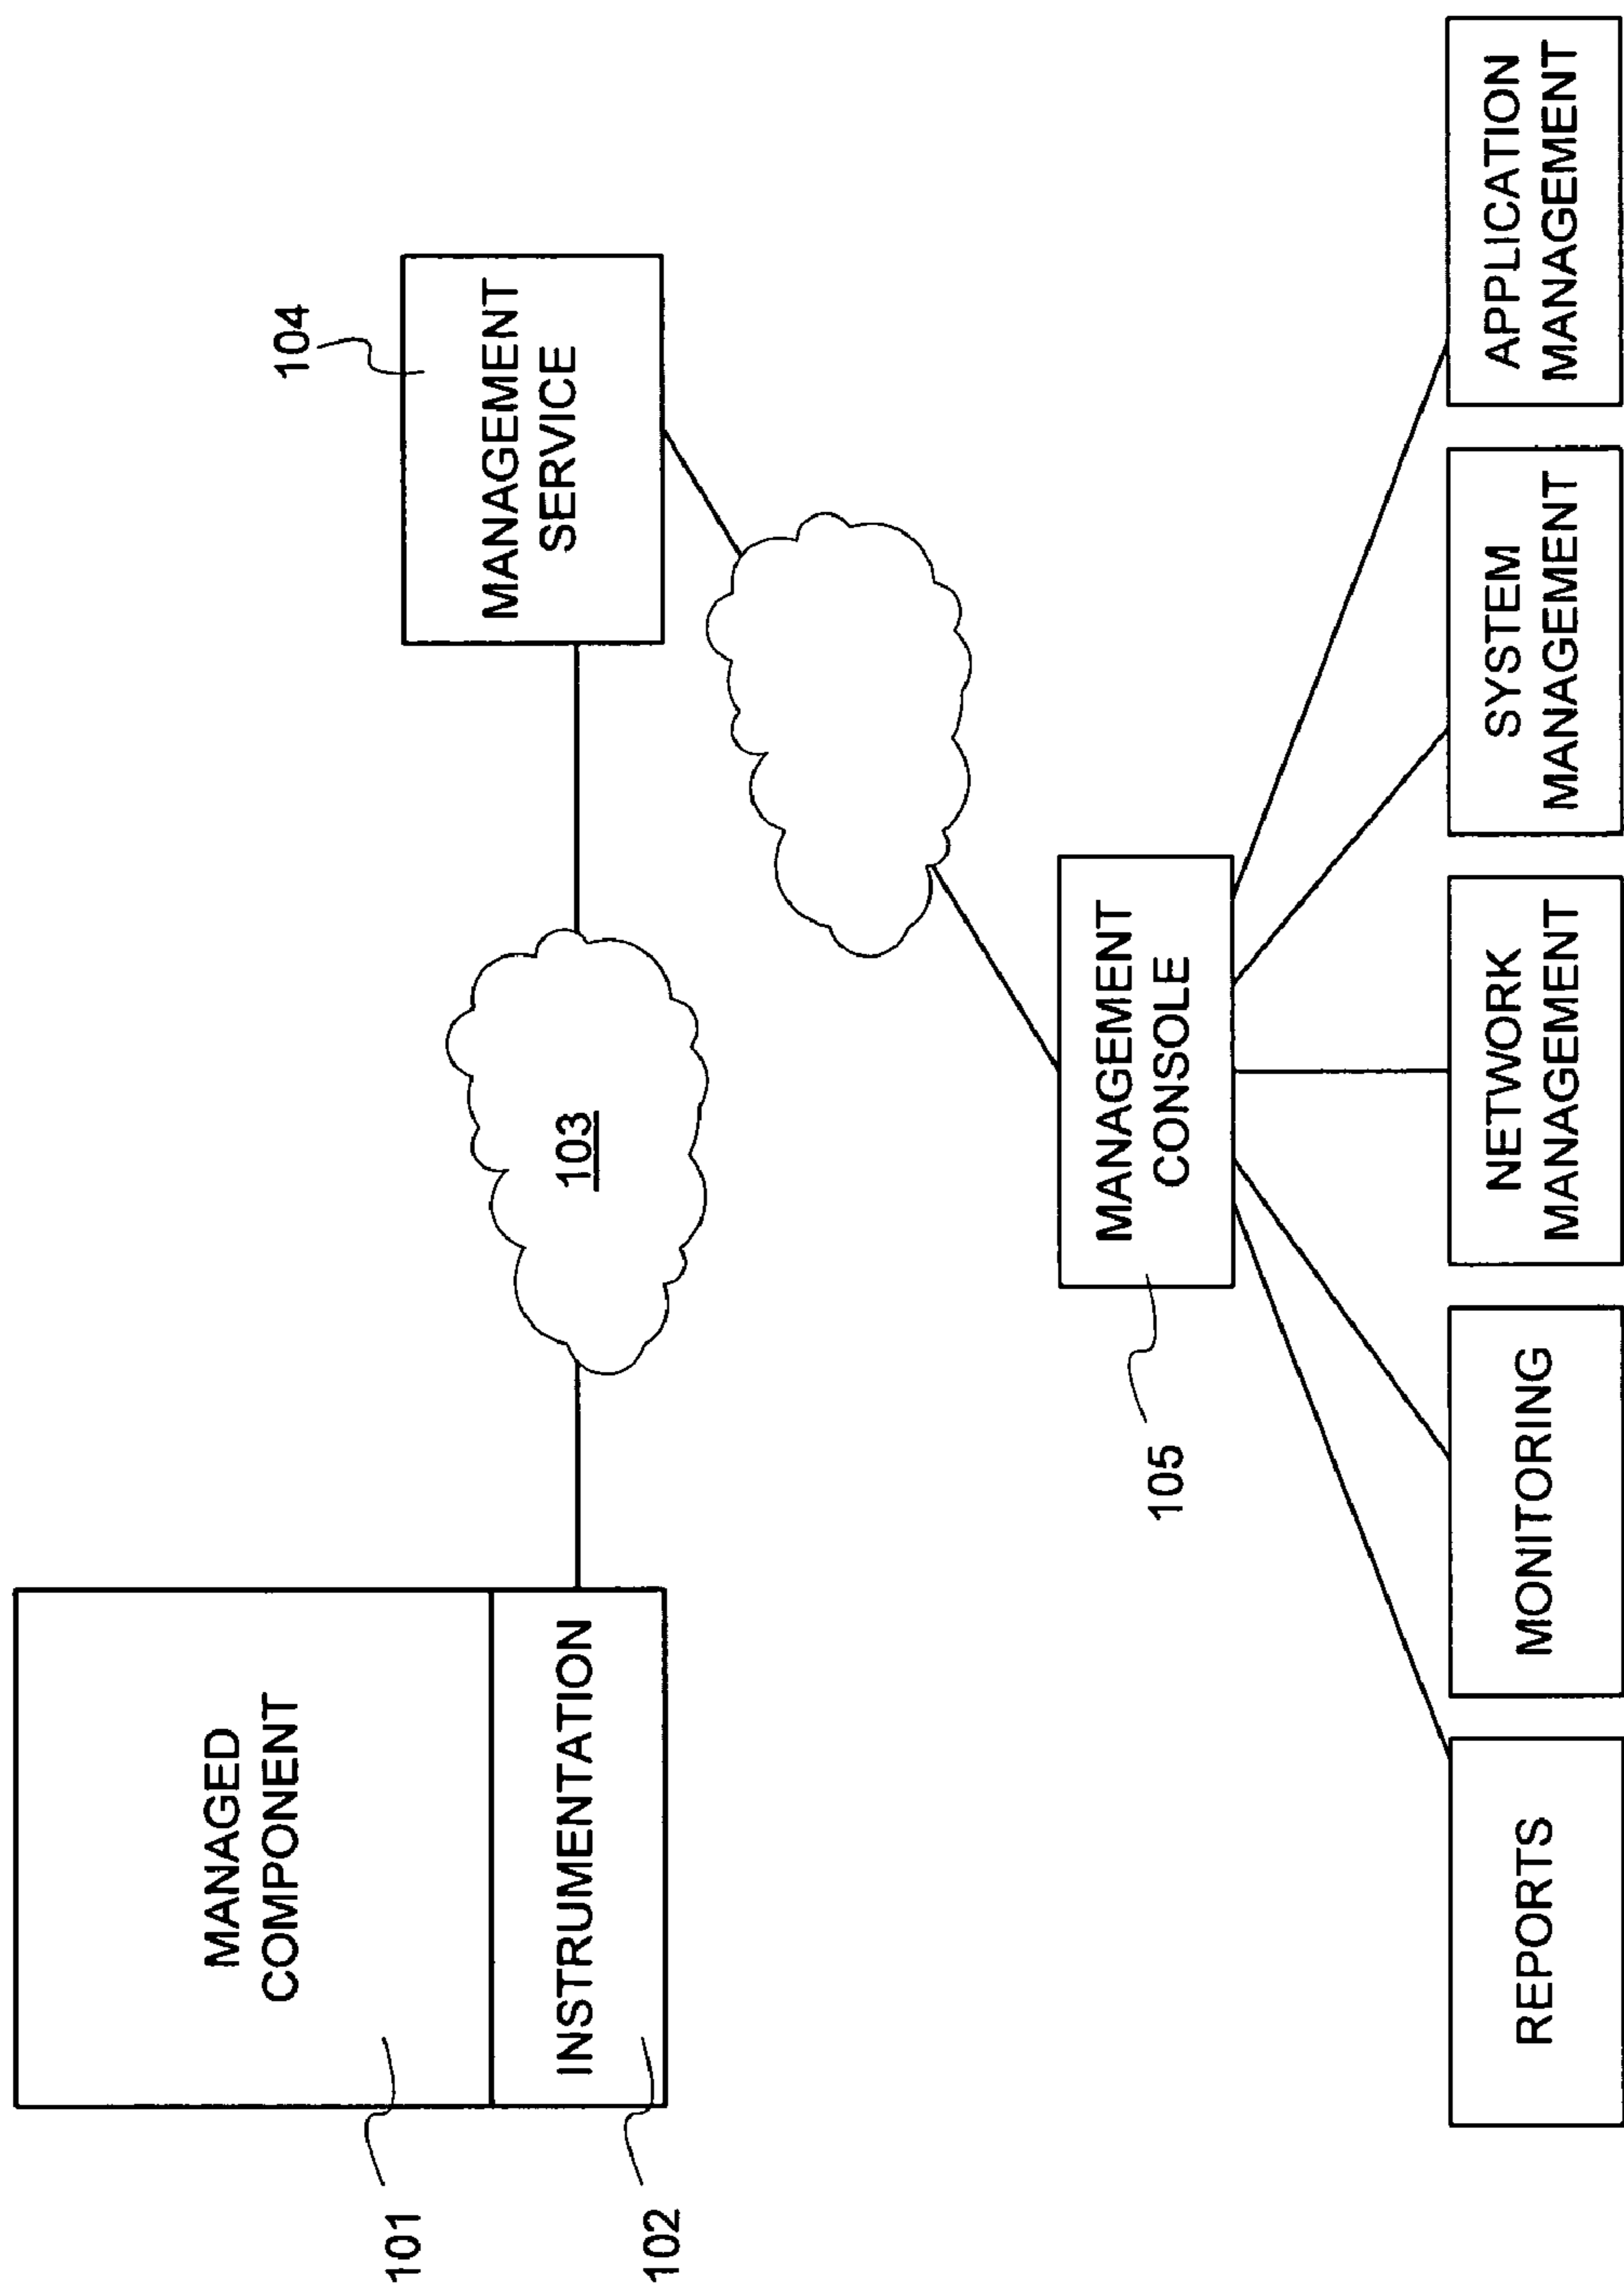 MANAGED
COMPONENT
101
INSTRUMENTATION
102
103
104
MANAGEMENT
SERVICE
MANAGEMENT
CONSOLE
105
REPORTS
MONITORING
NETWORK
MANAGEMENT
SYSTEM
MANAGEMENT
APPLICATION
MANAGEMENT